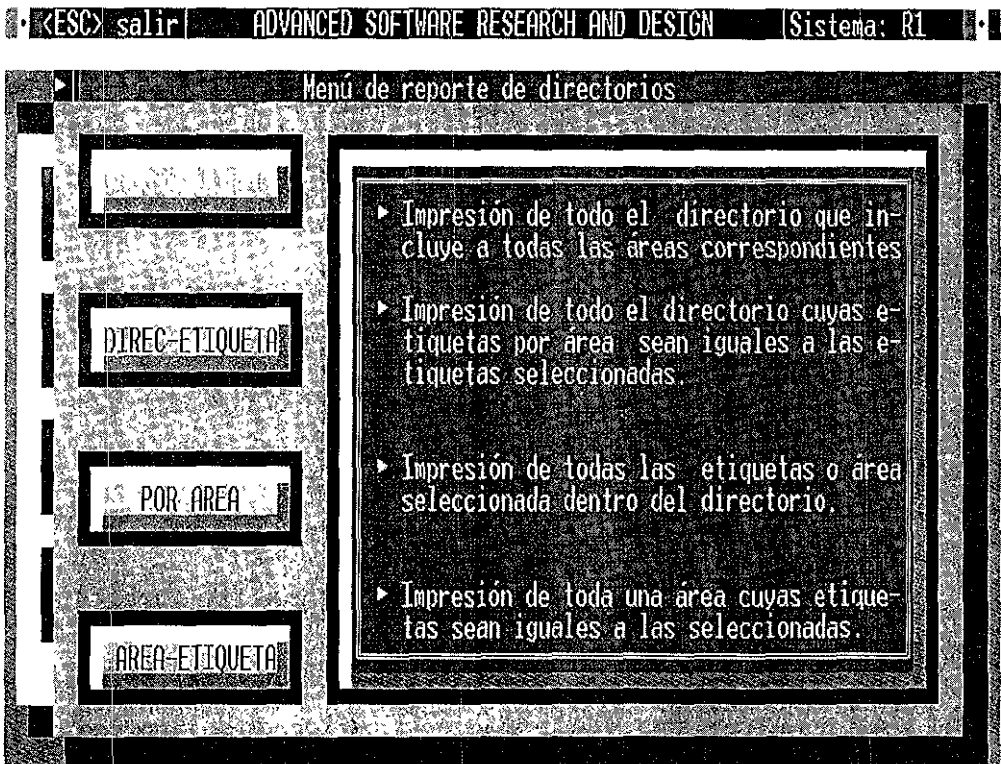 <ESC> salir ADVANCED SOFTWARE RESEARCH AND DESIGN Sistema: R1
Menú de reporte de directorios
Impresión de todo el directorio que in-
cluye a todas las áreas correspondientes
DIREC-ETIQUETA
Impresión de todo el directorio cuyas e-
tiquetas por área sean iguales a las e-
tiquetas seleccionadas.
POR AREA
Impresión de todas las etiquetas o área
seleccionada dentro del directorio.
AREA-ETIQUETA
Impresión de toda una área cuyas etique-
tas sean iguales a las seleccionadas.